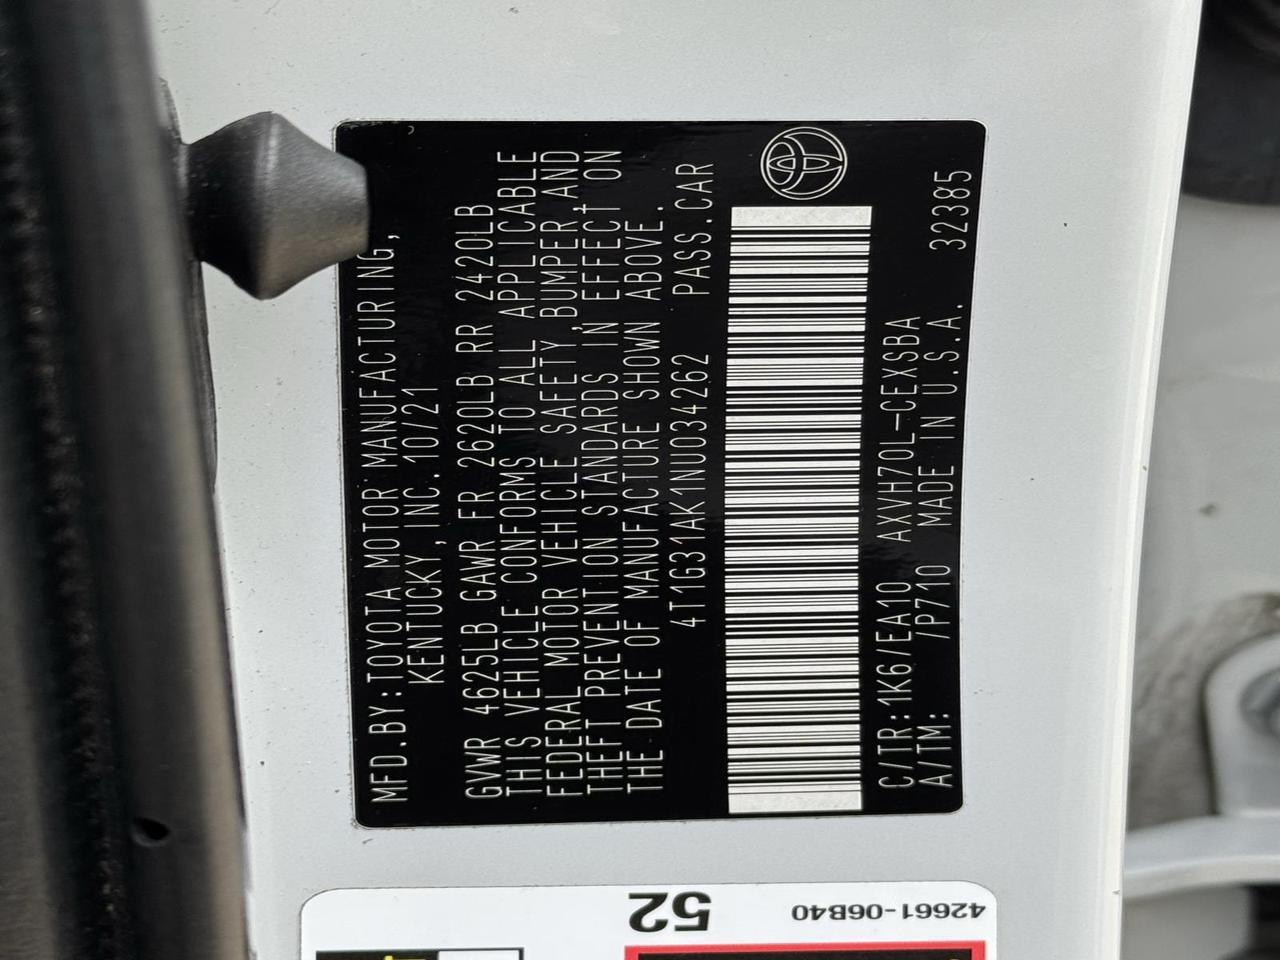 MFD.BY:TOYOTA MOTOR MANUFACTURING,
KENTUCKY,INC.10/21
GVWR 4625LB GAWR FR 2620LB RR 2420LB
THIS VEHICLE CONFORMS TO ALL APPLICABLE
FEDERAL MOTOR VEHICLE SAFETY,BUMPER,AND
THEFT PREVENTION STANDARDS IN EFFECT ON
THE DATE OF MANUFACTURE SHOWN ABOVE.
4T1G31AK1NU034262 PASS.CAR
C/TR:1K6/EA10 AXVH70L-CEXSBA
A/TM: /P710 MADE IN U.S.A. 32385
52
42661-06B40